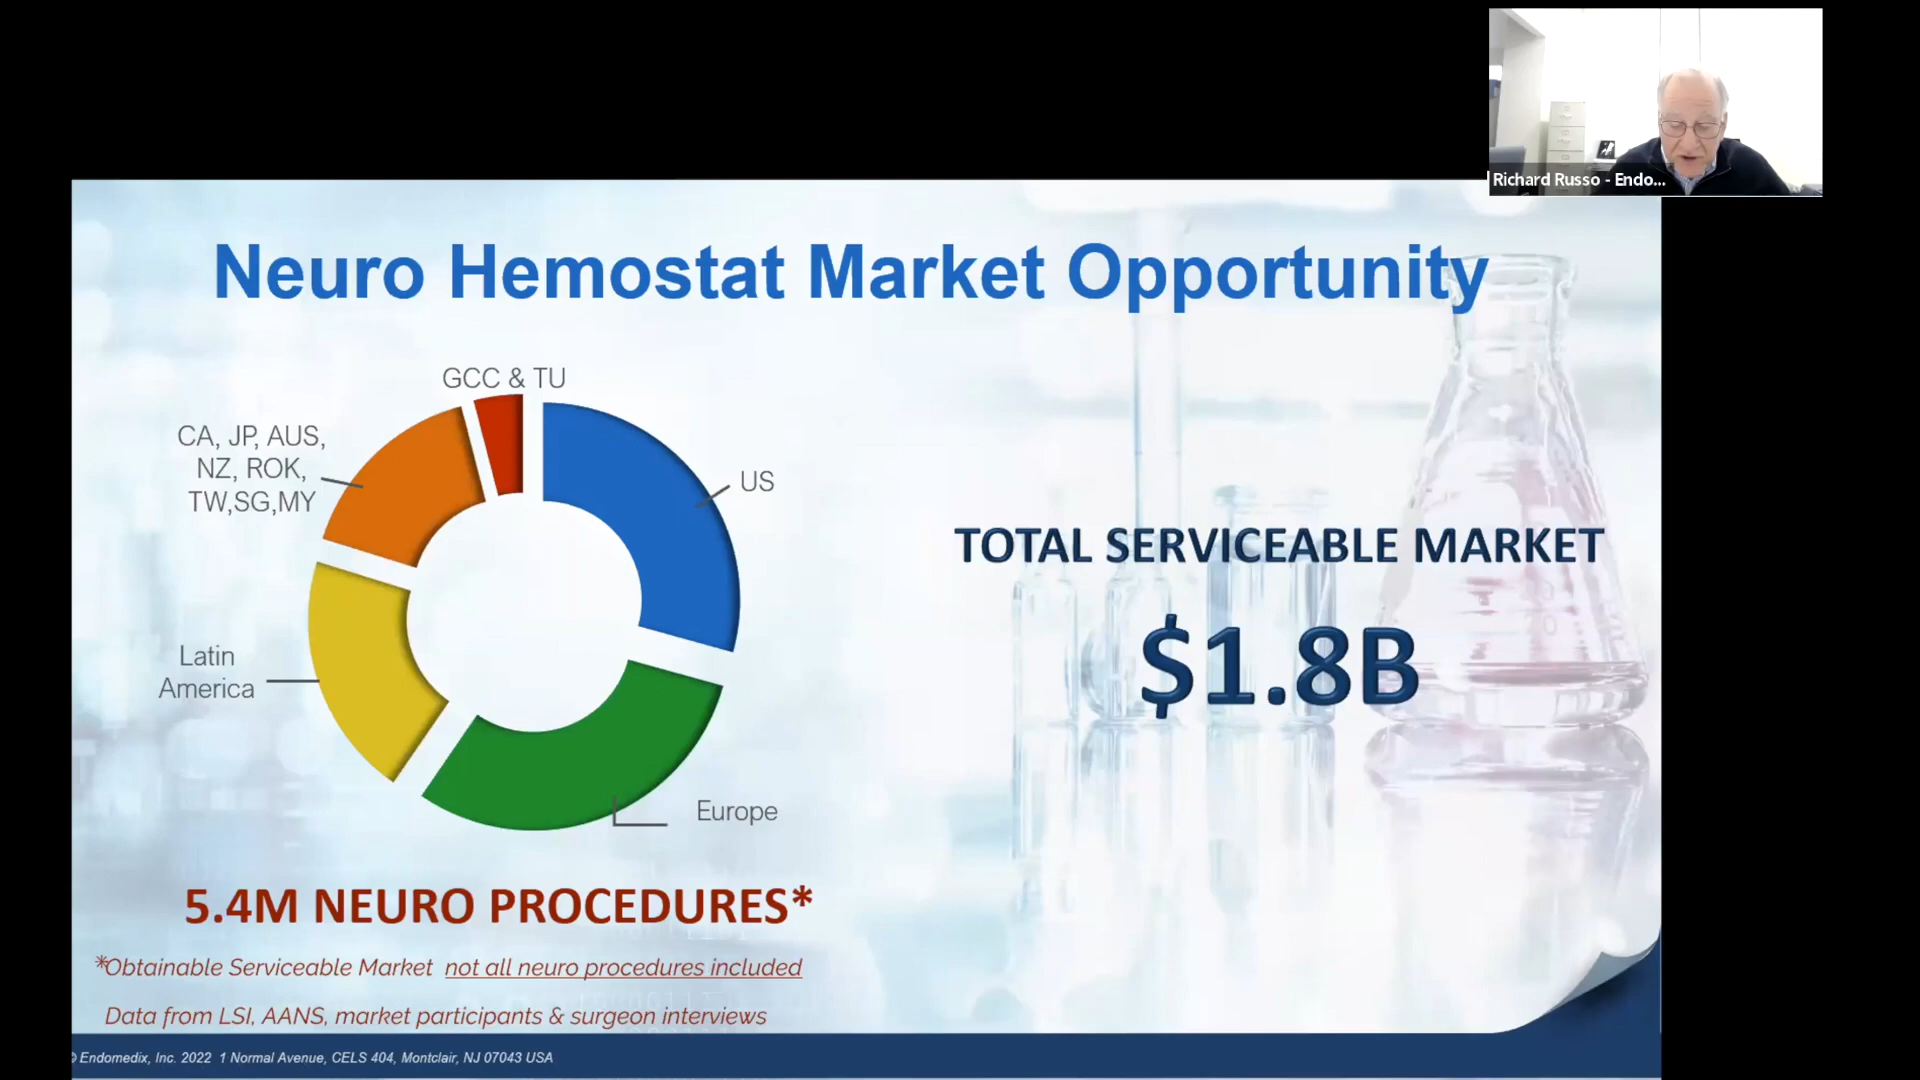 Richard Russo - Endo...
Neuro Hemostat Market Opportunity
GCC & TU
CA, JP, AUS,
NZ, ROK,
TW,SG,MY
US
Latin
America
Europe
TOTAL SERVICEABLE MARKET
$1.8B
5.4M NEURO PROCEDURES*
*Obtainable Serviceable Market not all neuro procedures included
Data from LSI, AANS, market participants & surgeon interviews
© Endomedix, Inc. 2022 1 Normal Avenue, CELS 404, Montclair, NJ 07043 USA